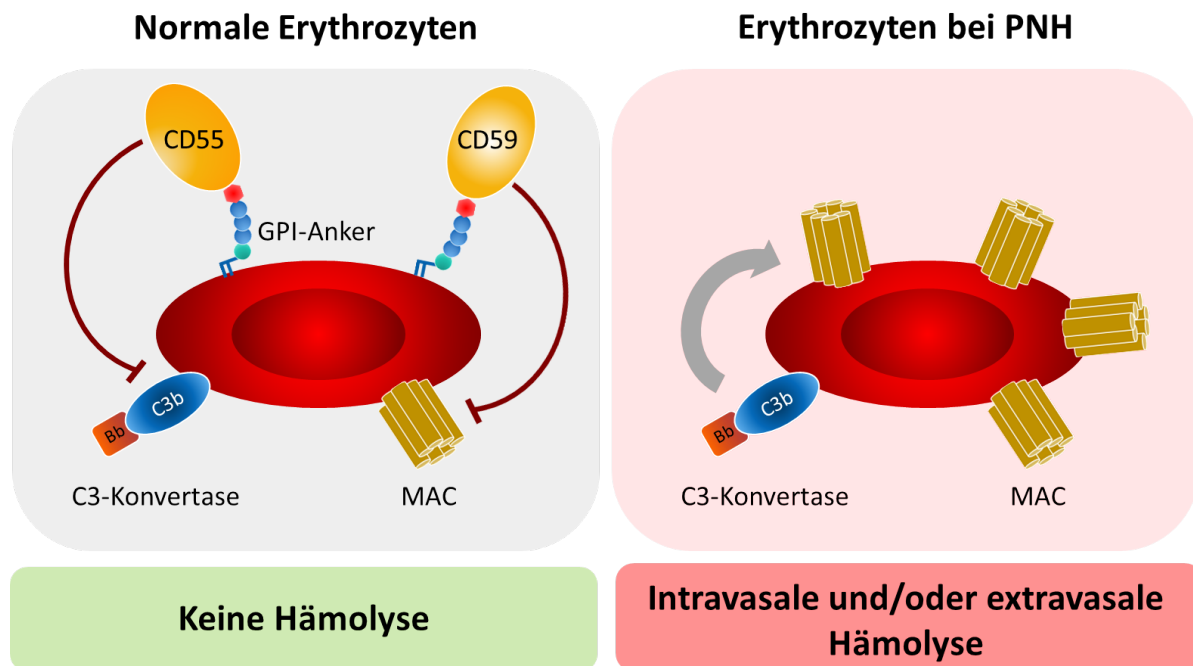 Normale Erythrozyten
CD55
CD59
GPI-Anker
C3b
Bb
C3-Konvertase
MAC
Keine Hämolyse
Erythrozyten bei PNH
C3b
Bb
C3-Konvertase
MAC
Intravasale und/oder extravasale
Hämolyse